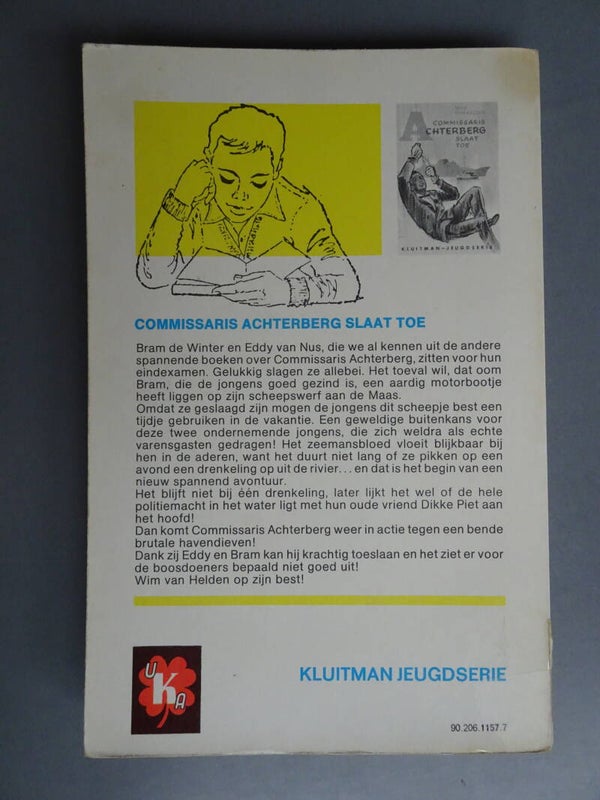 COMMISSARIS
ACHTERBERG
SLAAT
TOE
KLUITMAN-JEUGDSERIE
COMMISSARIS ACHTERBERG SLAAT TOE
Bram de Winter en Eddy van Nus, die we al kennen uit de andere
spannende boeken over Commissaris Achterberg, zitten voor hun
eindexamen. Gelukkig slagen ze allebei. Het toeval wil, dat oom
Bram, die de jongens goed gezind is, een aardig motorbootje
heeft liggen op zijn scheepswerf aan de Maas.
Omdat ze geslaagd zijn mogen de jongens dit scheepje best een
tijdje gebruiken in de vakantie. Een geweldige buitenkans voor
deze twee ondernemende jongens, die zich weldra als echte
varensgasten gedragen! Het zeemansbloed vloeit blijkbaar bij
hen in de aderen, want het duurt niet lang of ze pikken op een
avond een drenkeling op uit de rivier... en dat is het begin van een
nieuw spannend avontuur.
Het blijft niet bij één drenkeling, later lijkt het wel of de hele
politiemacht in het water ligt met hun oude vriend Dikke Piet aan
het hoofd!
Dan komt Commissaris Achterberg weer in actie tegen een bende
brutale havendieven!
Dank zij Eddy en Bram kan hij krachtig toeslaan en het ziet er voor
de boosdoeners bepaald niet goed uit!
Wim van Helden op zijn best!
UKA
KLUITMAN JEUGDSERIE
90.206.1157.7